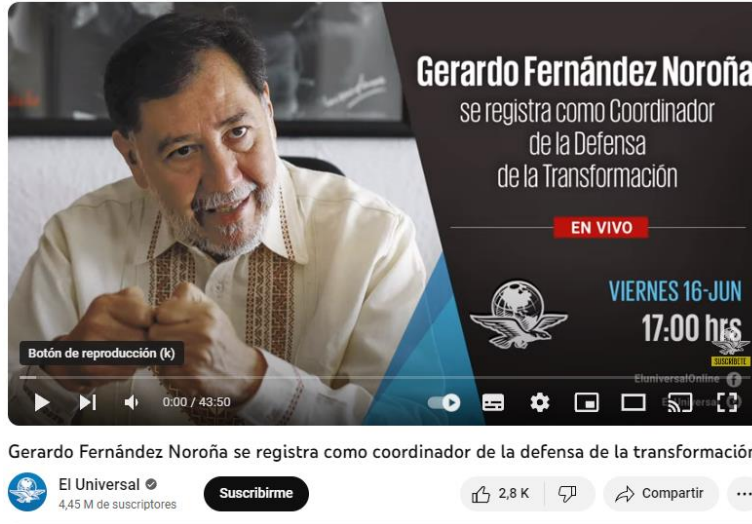 Gerardo Fernández Noroña
se registra como Coordinador
de la Defensa
de la Transformación
EN VIVO
VIERNES 16-JUN
17:00 hrs
SUSCRÍBETE
Botón de reproducción (k)
EluniversalOnline
0:00 / 43:50
Gerardo Fernández Noroña se registra como coordinador de la defensa de la transformación
El Universal
4,45 M de suscriptores
Suscribirme
2,8 K
Compartir